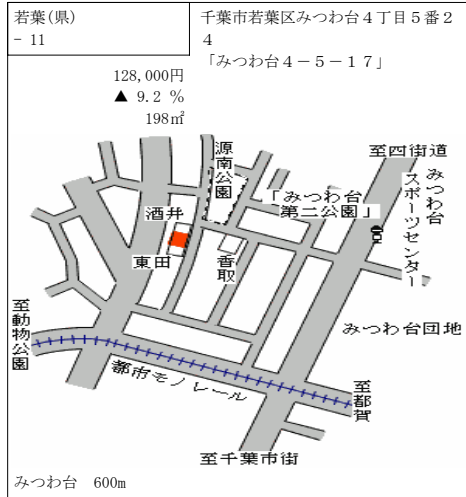 若葉(県)
- 11
千葉市若葉区みつわ台４丁目５番２
４
「みつわ台４－５－１７」
128,000円
▲ 9.2 %
198㎡
源南公園
至四街道
みつわ台
スポーツセンター
「みつわ台
第二公園」
酒井
東田
香取
至動物公園
みつわ台団地
都市モノレール
至都賀
至千葉市街
みつわ台　600m